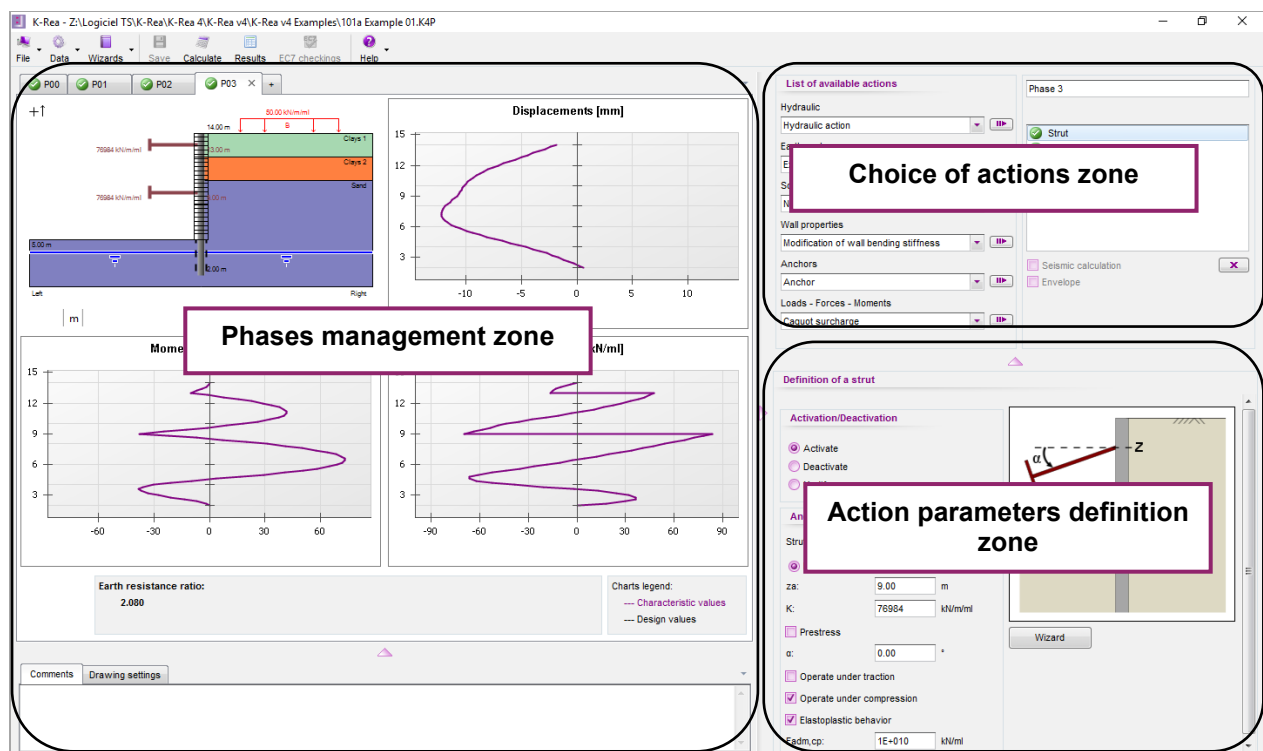 K-Rea - Z:\Logiciel TS\K-Rea\K-Rea 4\K-Rea v4\K-Rea v4 Examples\101a Example 01.K4P
File Data Wizards Save Calculate Results EC7 checkings Help
P00 P01 P02 P03 +
+↑
50.00 kN/m/ml
14.00 m
Clays 1
76984 kN/m/ml
Clays 2
Sand
76984 kN/m/ml
5.00 m
2.00 m
Left Right
m
Displacements [mm]
15
12
9
6
3
-10 -5 0 5 10
Phases management zone
Mome
15
12
9
6
3
-60 -30 0 30 60
kN/ml]
15
12
9
6
3
-90 -60 -30 0 30 60 90
Earth resistance ratio:
2.080
Charts legend:
--- Characteristic values
--- Design values
Comments Drawing settings
List of available actions
Hydraulic
Hydraulic action
Wall properties
Modification of wall bending stiffness
Anchors
Anchor
Loads - Forces - Moments
Caquot surcharge
Phase 3
Strut
Choice of actions zone
Seismic calculation
Envelope
Definition of a strut
Activation/Deactivation
Activate
Deactivate
Action parameters definition zone
α
Z
za: 9.00 m
K: 76984 kN/m/ml
Prestress
α: 0.00 °
Operate under traction
Operate under compression
Elastoplastic behavior
Fadm,cp: 1E+010 kN/ml
Wizard